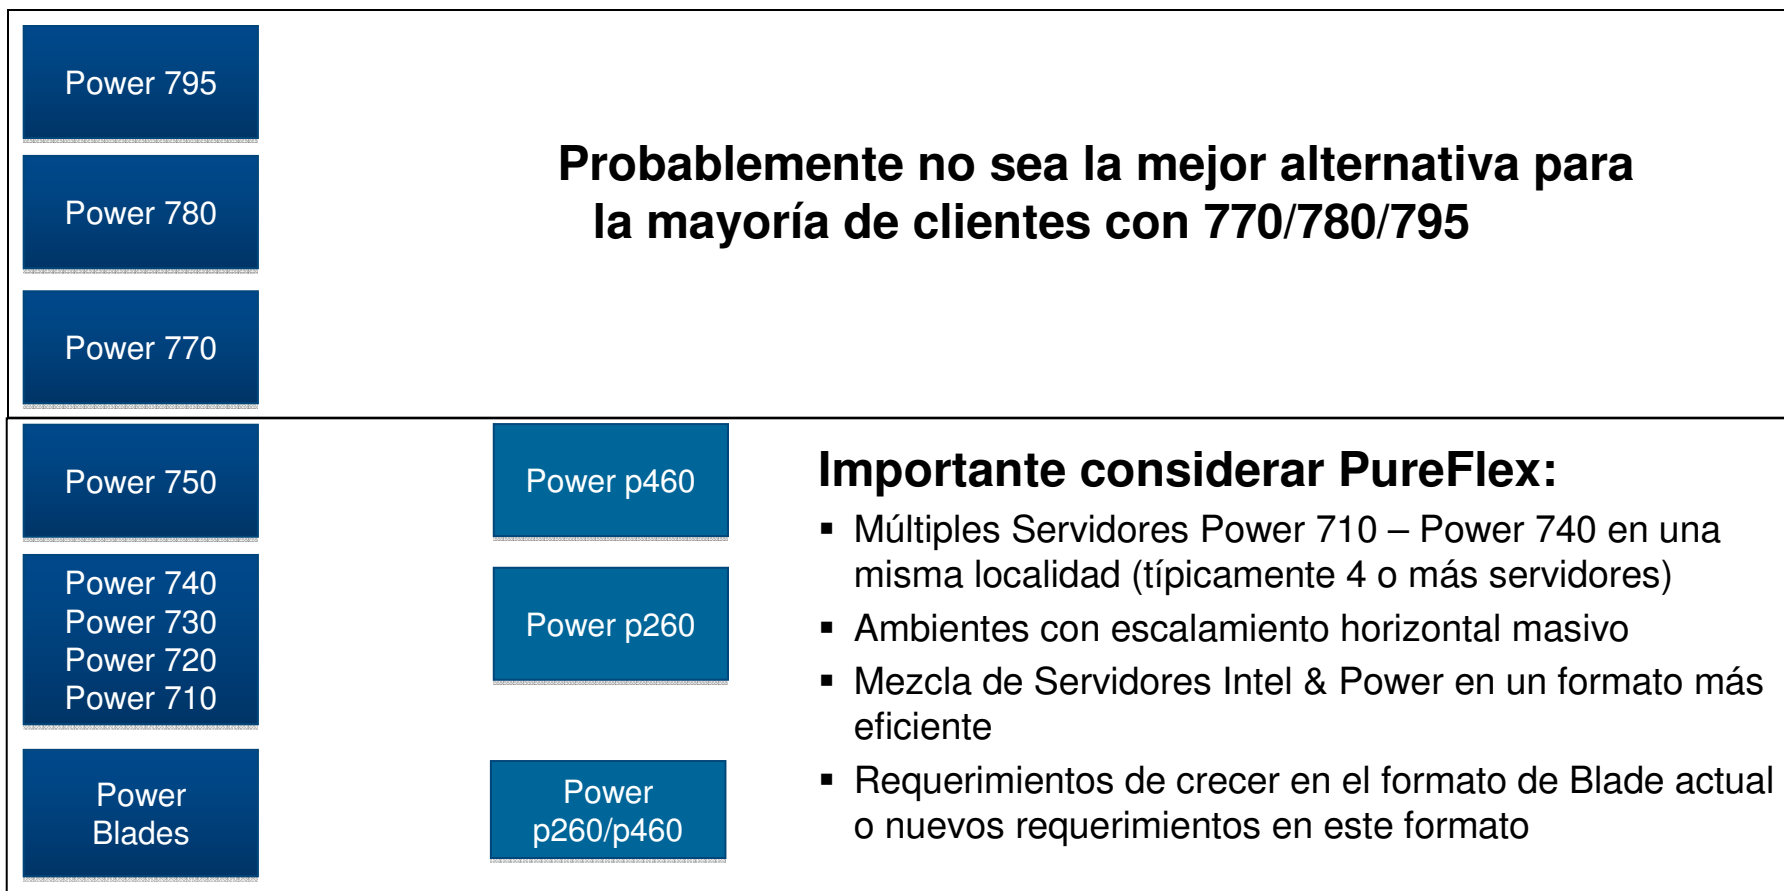 Power 795
Power 780
Power 770
Probablemente no sea la mejor alternativa para
la mayoría de clientes con 770/780/795
Power 750
Power 740
Power 730
Power 720
Power 710
Power
Blades
Power p460
Power p260
Power
p260/p460
Importante considerar PureFlex:
▪ Múltiples Servidores Power 710 – Power 740 en una
misma localidad (típicamente 4 o más servidores)
▪ Ambientes con escalamiento horizontal masivo
▪ Mezcla de Servidores Intel & Power en un formato más
eficiente
▪ Requerimientos de crecer en el formato de Blade actual
o nuevos requerimientos en este formato